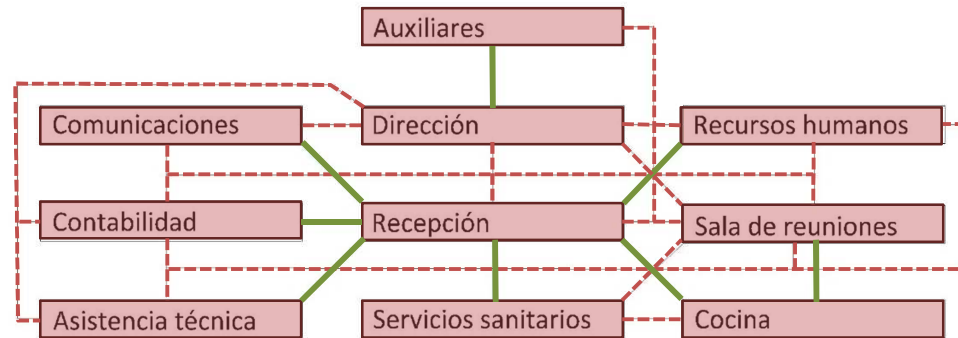 Auxiliares
Comunicaciones
Dirección
Recursos humanos
Contabilidad
Recepción
Sala de reuniones
Asistencia técnica
Servicios sanitarios
Cocina